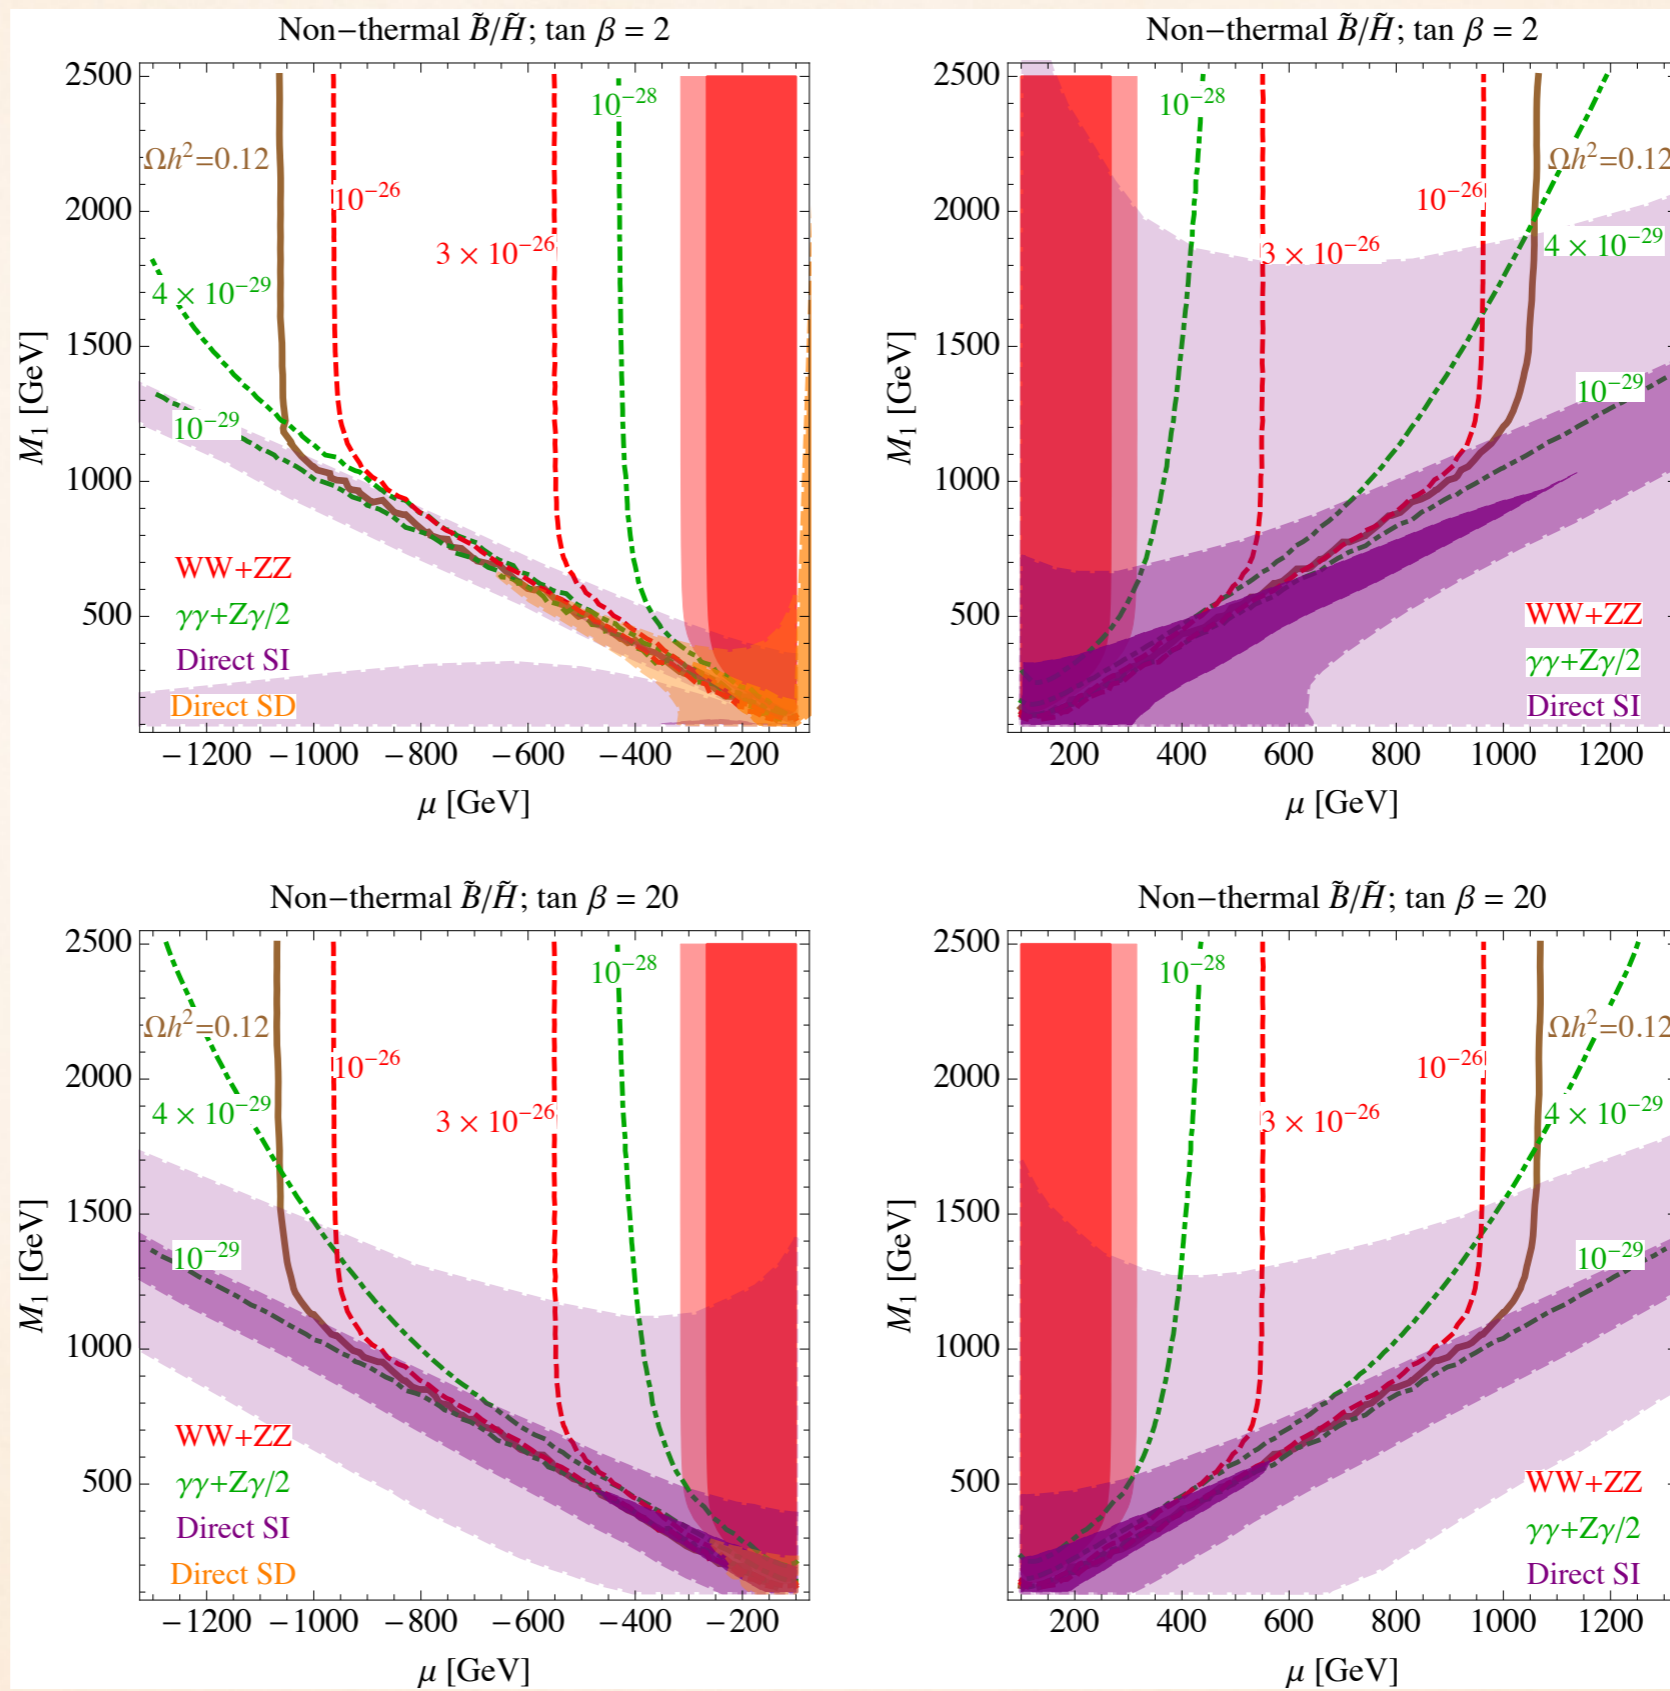 Non−thermal B̃/H̃; tan β = 2
2500
2000
1500
1000
500
M₁ [GeV]
Ωh²=0.12
10⁻²⁶
3 × 10⁻²⁶
10⁻²⁸
4 × 10⁻²⁹
10⁻²⁹
WW+ZZ
γγ+Zγ/2
Direct SI
Direct SD
−1200 −1000 −800 −600 −400 −200
μ [GeV]
Non−thermal B̃/H̃; tan β = 2
2500
2000
1500
1000
500
M₁ [GeV]
10⁻²⁸
Ωh²=0.12
10⁻²⁶
3 × 10⁻²⁶
4 × 10⁻²⁹
10⁻²⁹
WW+ZZ
γγ+Zγ/2
Direct SI
200 400 600 800 1000 1200
μ [GeV]
Non−thermal B̃/H̃; tan β = 20
2500
2000
1500
1000
500
M₁ [GeV]
10⁻²⁸
Ωh²=0.12
10⁻²⁶
4 × 10⁻²⁹
3 × 10⁻²⁶
10⁻²⁹
WW+ZZ
γγ+Zγ/2
Direct SI
Direct SD
−1200 −1000 −800 −600 −400 −200
μ [GeV]
Non−thermal B̃/H̃; tan β = 20
2500
2000
1500
1000
500
M₁ [GeV]
10⁻²⁸
Ωh²=0.12
10⁻²⁶
3 × 10⁻²⁶
4 × 10⁻²⁹
10⁻²⁹
WW+ZZ
γγ+Zγ/2
Direct SI
200 400 600 800 1000 1200
μ [GeV]